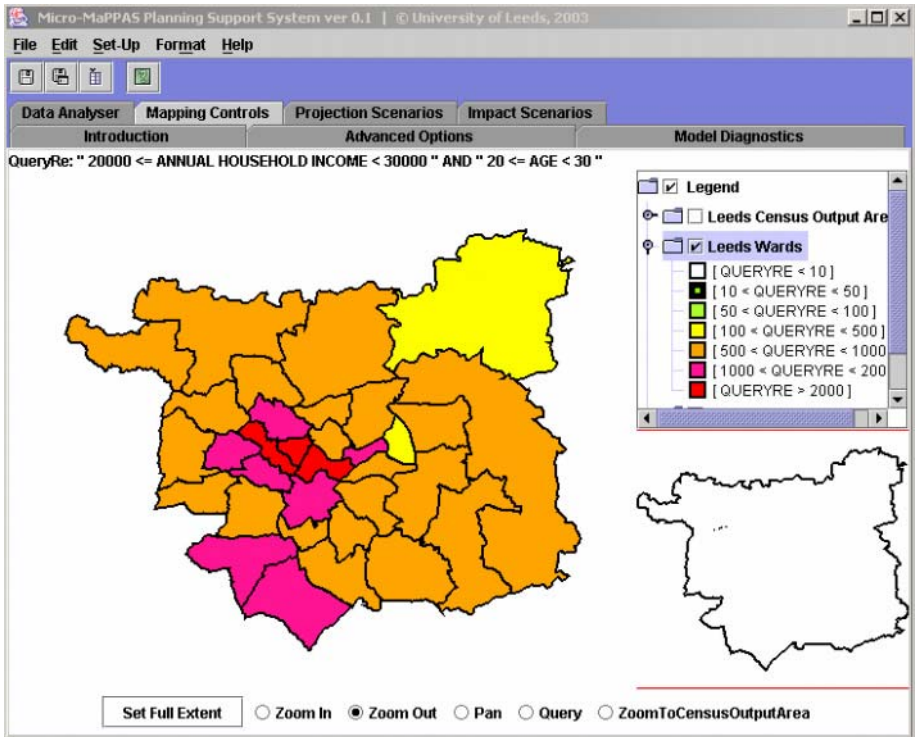 Micro-MaPPAS Planning Support System ver 0.1 | © University of Leeds, 2003
File Edit Set-Up Format Help
Data Analyser Mapping Controls Projection Scenarios Impact Scenarios
Introduction Advanced Options Model Diagnostics
QueryRe: " 20000 <= ANNUAL HOUSEHOLD INCOME < 30000 " AND " 20 <= AGE < 30 "
Legend
Leeds Census Output Are
Leeds Wards
[ QUERYRE < 10 ]
[ 10 < QUERYRE < 50 ]
[ 50 < QUERYRE < 100 ]
[ 100 < QUERYRE < 500 ]
[ 500 < QUERYRE < 1000
[ 1000 < QUERYRE < 200
[ QUERYRE > 2000 ]
Set Full Extent Zoom In Zoom Out Pan Query ZoomToCensusOutputArea